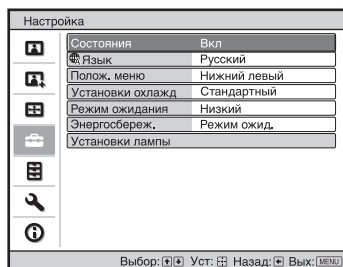 Настройка
Состояния Вкл
Язык Русский
Полож. меню Нижний левый
Установки охлажд Стандартный
Режим ожидания Низкий
Энергосбереж. Режим ожид.
Установки лампы
Выбор: Уст: Назад: Вых: MENU